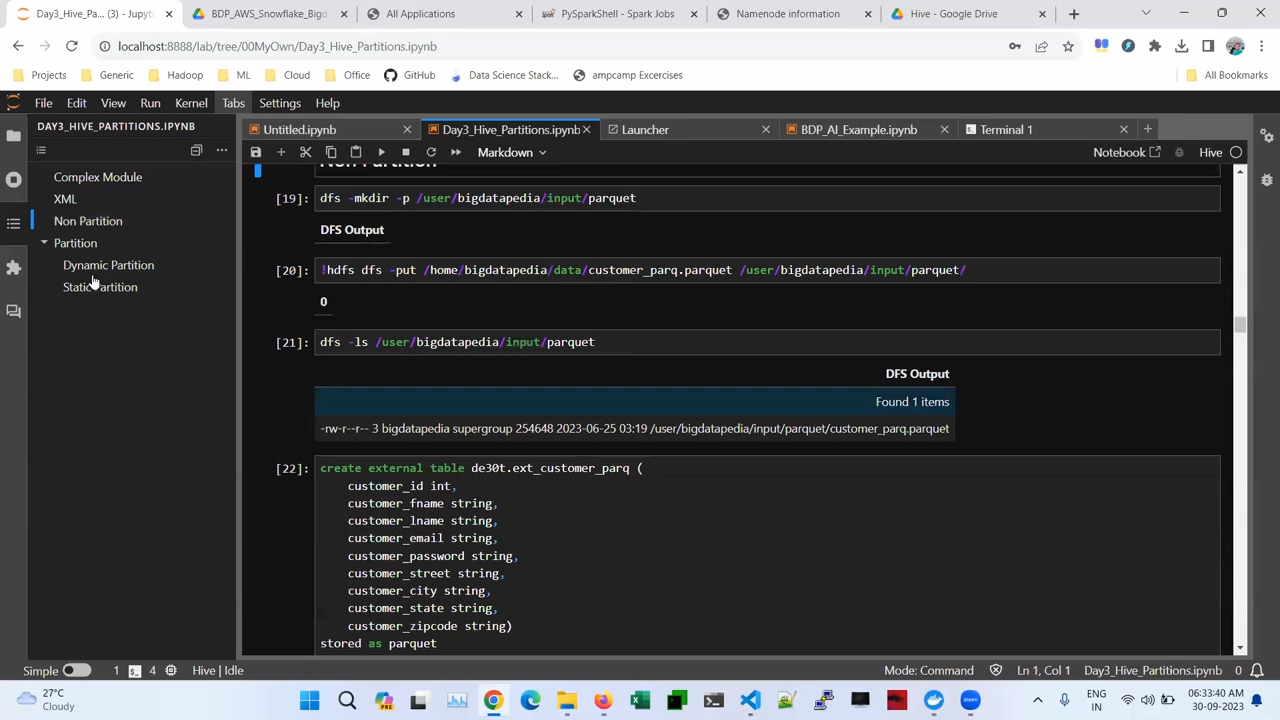 Day3_Hive_Pa... (4) - Jupyt
BDP_AWS_Snowflake_Bigd
All Applications
PySparkShell - Spark Jobs
Namenode information
Hive - Google Drive
localhost:8888/lab/tree/00MyOwn/Day3_Hive_Partitions.ipynb
Projects
Generic
Hadoop
ML
Cloud
Office
GitHub
Data Science Stack...
ampcamp Excercises
All Bookmarks
File
Edit
View
Run
Kernel
Tabs
Settings
Help
DAY3_HIVE_PARTITIONS.IPYNB
Untitled.ipynb
Day3_Hive_Partitions.ipynb
Launcher
BDP_AI_Example.ipynb
Terminal 1
Markdown
Notebook
Hive
Complex Module
XML
Non Partition
Partition
Dynamic Partition
Static Partition
Non Partition
[19]:
dfs -mkdir -p /user/bigdatapedia/input/parquet
DFS Output
[20]:
!hdfs dfs -put /home/bigdatapedia/data/customer_parq.parquet /user/bigdatapedia/input/parquet/
0
[21]:
dfs -ls /user/bigdatapedia/input/parquet
DFS Output
Found 1 items
-rw-r--r-- 3 bigdatapedia supergroup 254648 2023-06-25 03:19 /user/bigdatapedia/input/parquet/customer_parq.parquet
[22]:
create external table de30t.ext_customer_parq (
customer_id int,
customer_fname string,
customer_lname string,
customer_email string,
customer_password string,
customer_street string,
customer_city string,
customer_state string,
customer_zipcode string)
stored as parquet
Simple
1
4
Hive | Idle
Mode: Command
Ln 1, Col 1
Day3_Hive_Partitions.ipynb
0
27°C
Cloudy
ENG
IN
06:33:40 AM
30-09-2023